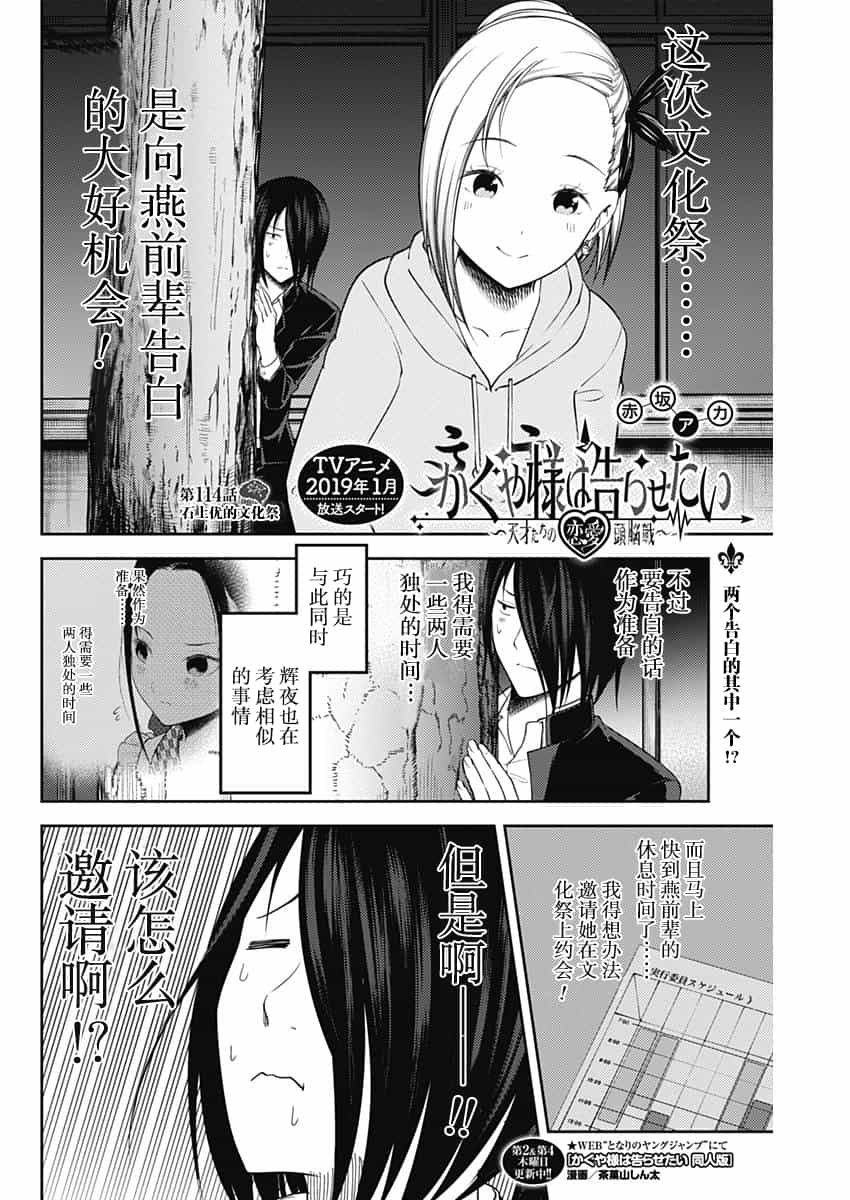 这次文化祭……
是向燕前辈告白
的大好机会！
赤坂アカ
かぐや様は告らせたい
～天才たちの恋愛頭脳戦～
TVアニメ
2019年1月
放送スタート!
第114話
石上优的文化祭
两个告白的其中一个!?
不过
要告白的话
作为准备
我得需要
一些两人
独处的时间…
巧的是
与此同时
辉夜也在
考虑相似
的事情
果然作为
准备……
得需要一些
两人独处的时间
而且马上
快到燕前辈的
休息时间了……
我得想办法
邀请她在文
化祭上约会！
実行委員スケジュール
但是啊——!!
该怎么
邀请啊!?
第2&第4
木曜日
更新中!!
★WEB“となりのヤングジャンプ”にて
[かぐや様は告らせたい 同人版]
漫画／茶菓山しん太